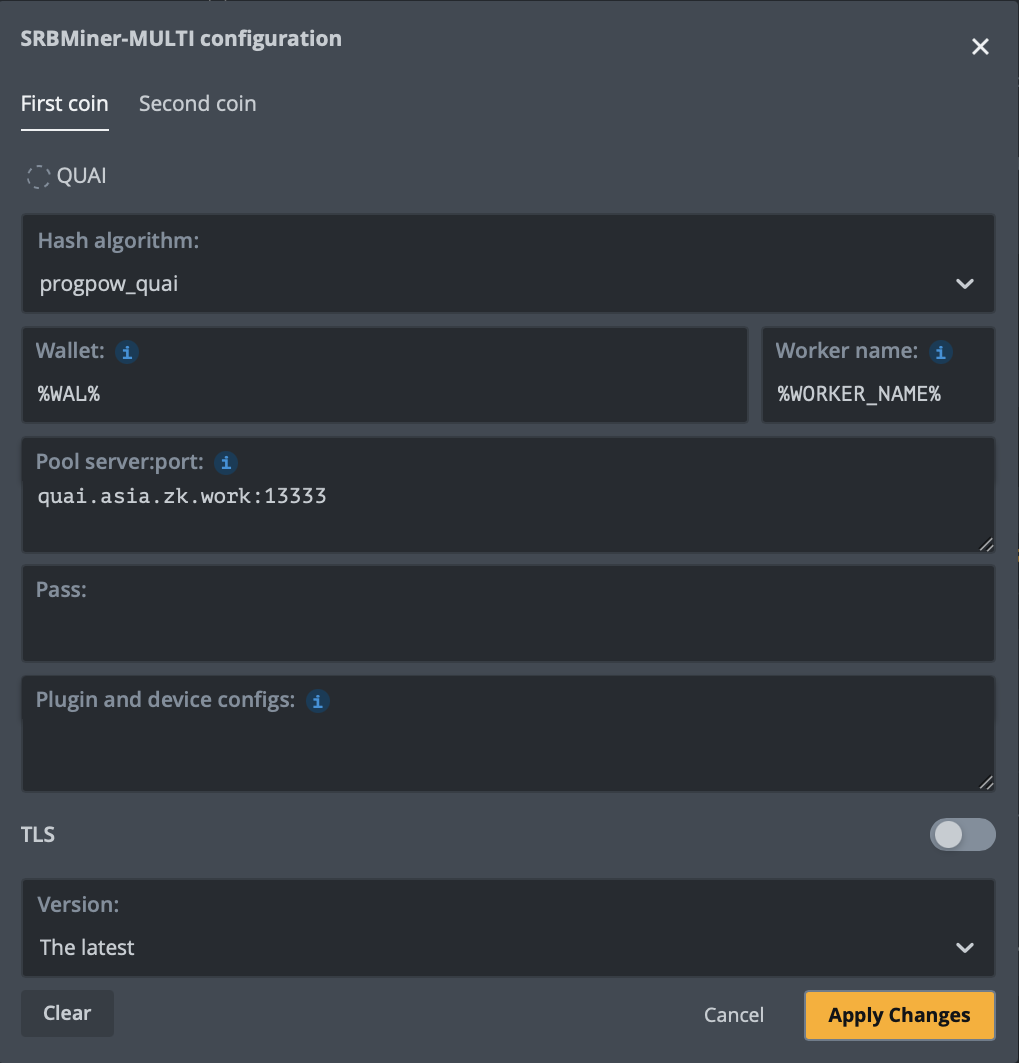 SRBMiner-MULTI configuration
First coin
Second coin
QUAI
Hash algorithm:
progpow_quai
Wallet:
%WAL%
Worker name:
%WORKER_NAME%
Pool server:port:
quai.asia.zk.work:13333
Pass:
Plugin and device configs:
TLS
Version:
The latest
Clear
Cancel
Apply Changes